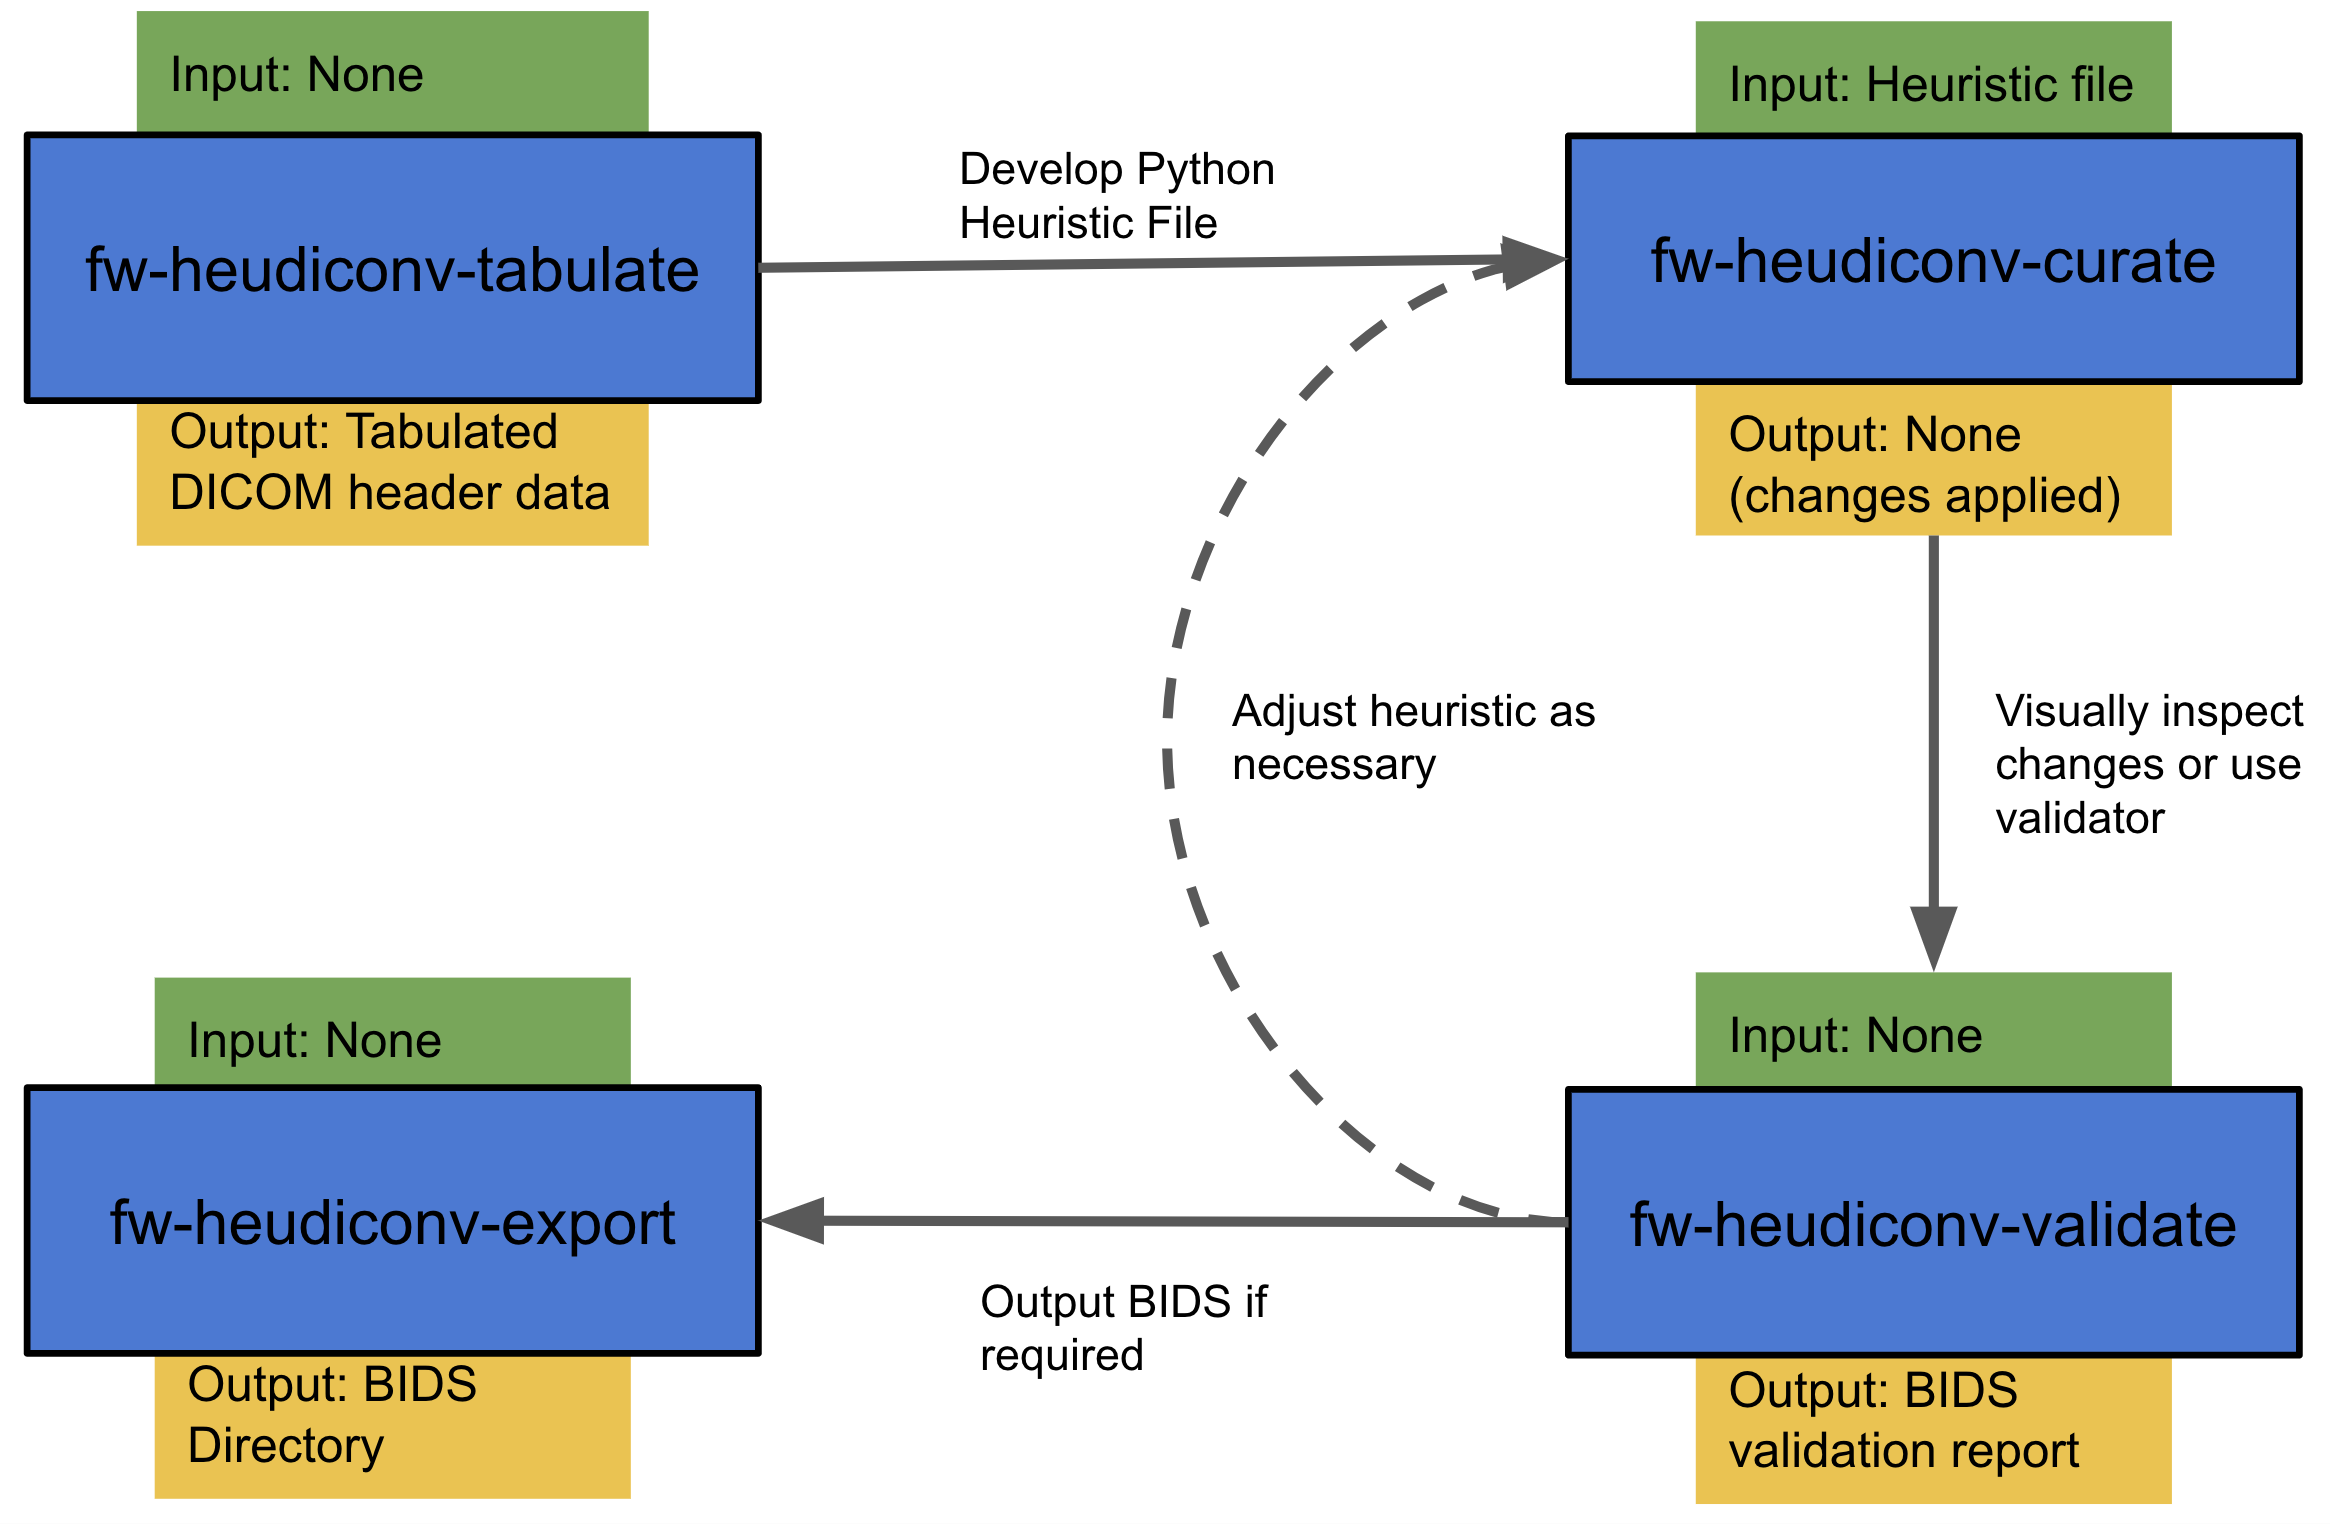 Input: None
fw-heudiconv-tabulate
Output: Tabulated
DICOM header data
Develop Python
Heuristic File
Input: Heuristic file
fw-heudiconv-curate
Output: None
(changes applied)
Adjust heuristic as
necessary
Visually inspect
changes or use
validator
Input: None
fw-heudiconv-export
Output: BIDS
Directory
Output BIDS if
required
Input: None
fw-heudiconv-validate
Output: BIDS
validation report